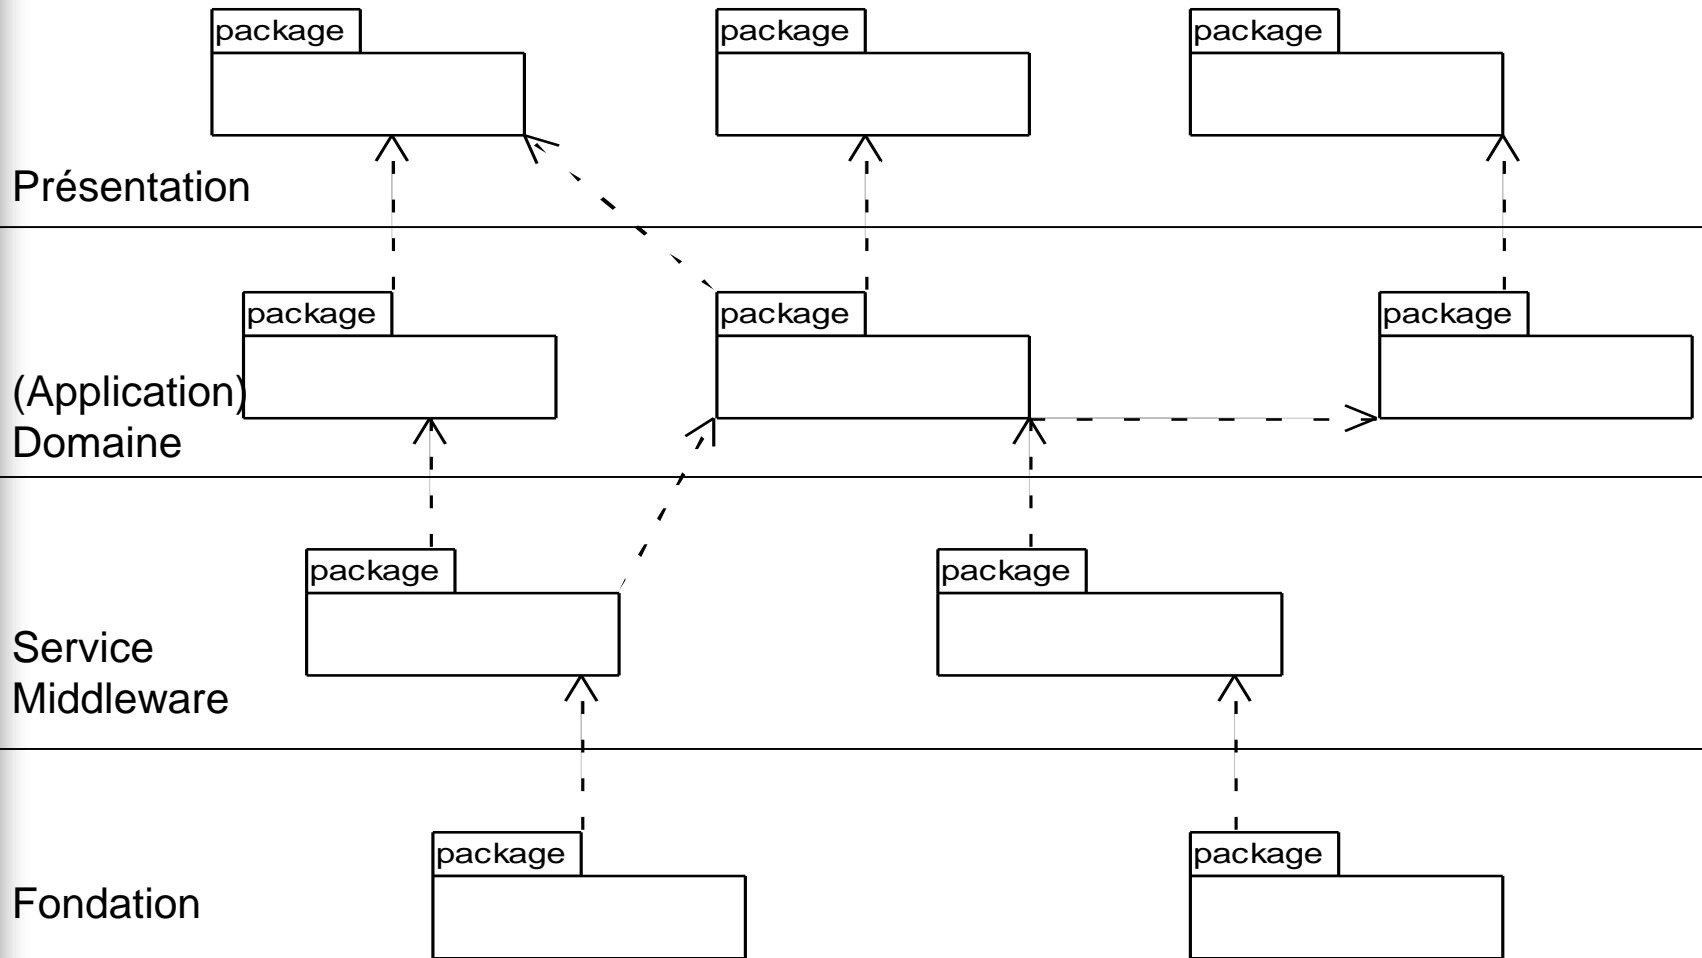 package
package
package
Présentation
package
package
package
(Application)
Domaine
package
package
Service
Middleware
package
package
Fondation